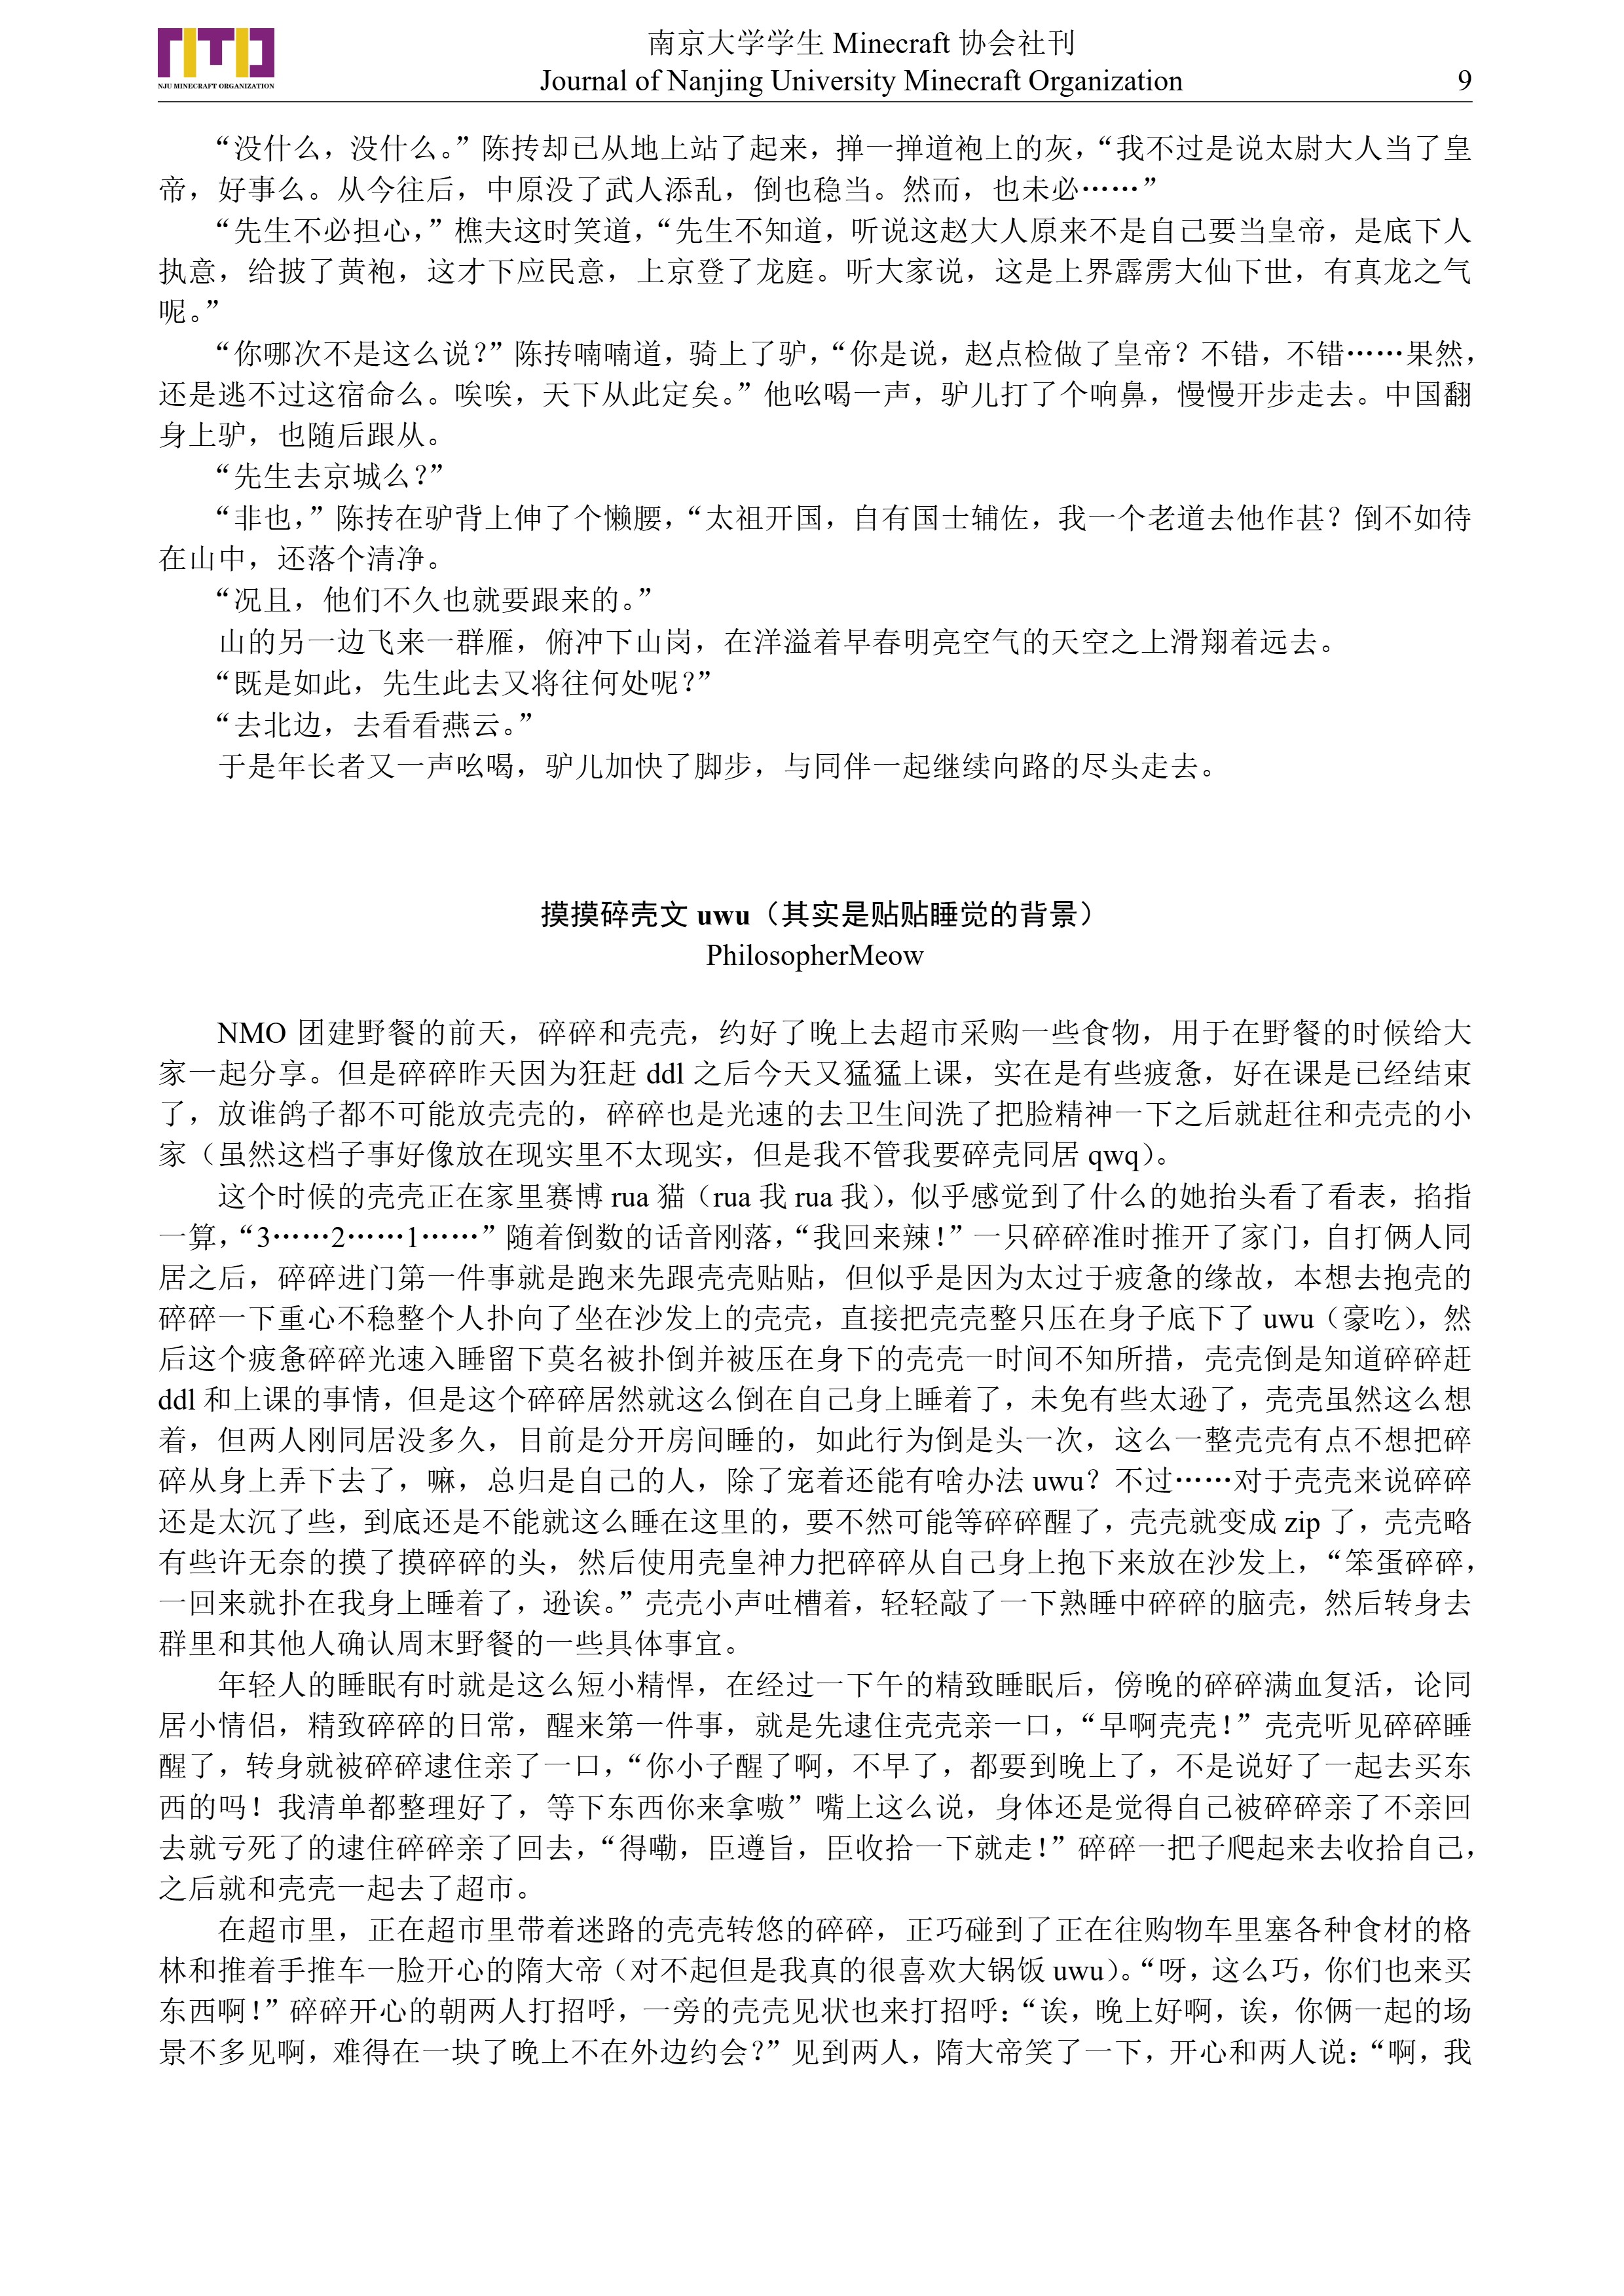 NJU MINECRAFT ORGANIZATION
南京大学学生 Minecraft 协会社刊
Journal of Nanjing University Minecraft Organization
9
“没什么，没什么。”陈抟却已从地上站了起来，掸一掸道袍上的灰，“我不过是说太尉大人当了皇
帝，好事么。从今往后，中原没了武人添乱，倒也稳当。然而，也未必……”
“先生不必担心，”樵夫这时笑道，“先生不知道，听说这赵大人原来不是自己要当皇帝，是底下人
执意，给披了黄袍，这才下应民意，上京登了龙庭。听大家说，这是上界霹雳大仙下世，有真龙之气
呢。”
“你哪次不是这么说？”陈抟喃喃道，骑上了驴，“你是说，赵点检做了皇帝？不错，不错……果然，
还是逃不过这宿命么。唉唉，天下从此定矣。”他吆喝一声，驴儿打了个响鼻，慢慢开步走去。中国翻
身上驴，也随后跟从。
“先生去京城么？”
“非也，”陈抟在驴背上伸了个懒腰，“太祖开国，自有国士辅佐，我一个老道去他作甚？倒不如待
在山中，还落个清净。
“况且，他们不久也就要跟来的。”
山的另一边飞来一群雁，俯冲下山岗，在洋溢着早春明亮空气的天空之上滑翔着远去。
“既是如此，先生此去又将往何处呢？”
“去北边，去看看燕云。”
于是年长者又一声吆喝，驴儿加快了脚步，与同伴一起继续向路的尽头走去。
摸摸碎壳文 uwu（其实是贴贴睡觉的背景）
PhilosopherMeow
NMO 团建野餐的前天，碎碎和壳壳，约好了晚上去超市采购一些食物，用于在野餐的时候给大
家一起分享。但是碎碎昨天因为狂赶 ddl 之后今天又猛猛上课，实在是有些疲惫，好在课是已经结束
了，放谁鸽子都不可能放壳壳的，碎碎也是光速的去卫生间洗了把脸精神一下之后就赶往和壳壳的小
家（虽然这档子事好像放在现实里不太现实，但是我不管我要碎壳同居 qwq）。
这个时候的壳壳正在家里赛博 rua 猫（rua 我 rua 我），似乎感觉到了什么的她抬头看了看表，掐指
一算，“3……2……1……”随着倒数的话音刚落，“我回来辣！”一只碎碎准时推开了家门，自打俩人同
居之后，碎碎进门第一件事就是跑来先跟壳壳贴贴，但似乎是因为太过于疲惫的缘故，本想去抱壳的
碎碎一下重心不稳整个人扑向了坐在沙发上的壳壳，直接把壳壳整只压在身子底下了 uwu（豪吃），然
后这个疲惫碎碎光速入睡留下莫名被扑倒并被压在身下的壳壳一时间不知所措，壳壳倒是知道碎碎赶
ddl 和上课的事情，但是这个碎碎居然就这么倒在自己身上睡着了，未免有些太逊了，壳壳虽然这么想
着，但两人刚同居没多久，目前是分开房间睡的，如此行为倒是头一次，这么一整壳壳有点不想把碎
碎从身上弄下去了，嘛，总归是自己的人，除了宠着还能有啥办法 uwu？不过……对于壳壳来说碎碎
还是太沉了些，到底还是不能就这么睡在这里的，要不然可能等碎碎醒了，壳壳就变成 zip 了，壳壳略
有些许无奈的摸了摸碎碎的头，然后使用壳皇神力把碎碎从自己身上抱下来放在沙发上，“笨蛋碎碎，
一回来就扑在我身上睡着了，逊诶。”壳壳小声吐槽着，轻轻敲了一下熟睡中碎碎的脑壳，然后转身去
群里和其他人确认周末野餐的一些具体事宜。
年轻人的睡眠有时就是这么短小精悍，在经过一下午的精致睡眠后，傍晚的碎碎满血复活，论同
居小情侣，精致碎碎的日常，醒来第一件事，就是先逮住壳壳亲一口，“早啊壳壳！”壳壳听见碎碎睡
醒了，转身就被碎碎逮住亲了一口，“你小子醒了啊，不早了，都要到晚上了，不是说好了一起去买东
西的吗！我清单都整理好了，等下东西你来拿嗷”嘴上这么说，身体还是觉得自己被碎碎亲了不亲回
去就亏死了的逮住碎碎亲了回去，“得嘞，臣遵旨，臣收拾一下就走！”碎碎一把子爬起来去收拾自己，
之后就和壳壳一起去了超市。
在超市里，正在超市里带着迷路的壳壳转悠的碎碎，正巧碰到了正在往购物车里塞各种食材的格
林和推着手推车一脸开心的隋大帝（对不起但是我真的很喜欢大锅饭 uwu）。“呀，这么巧，你们也来买
东西啊！”碎碎开心的朝两人打招呼，一旁的壳壳见状也来打招呼：“诶，晚上好啊，诶，你俩一起的场
景不多见啊，难得在一块了晚上不在外边约会？”见到两人，隋大帝笑了一下，开心和两人说：“啊，我